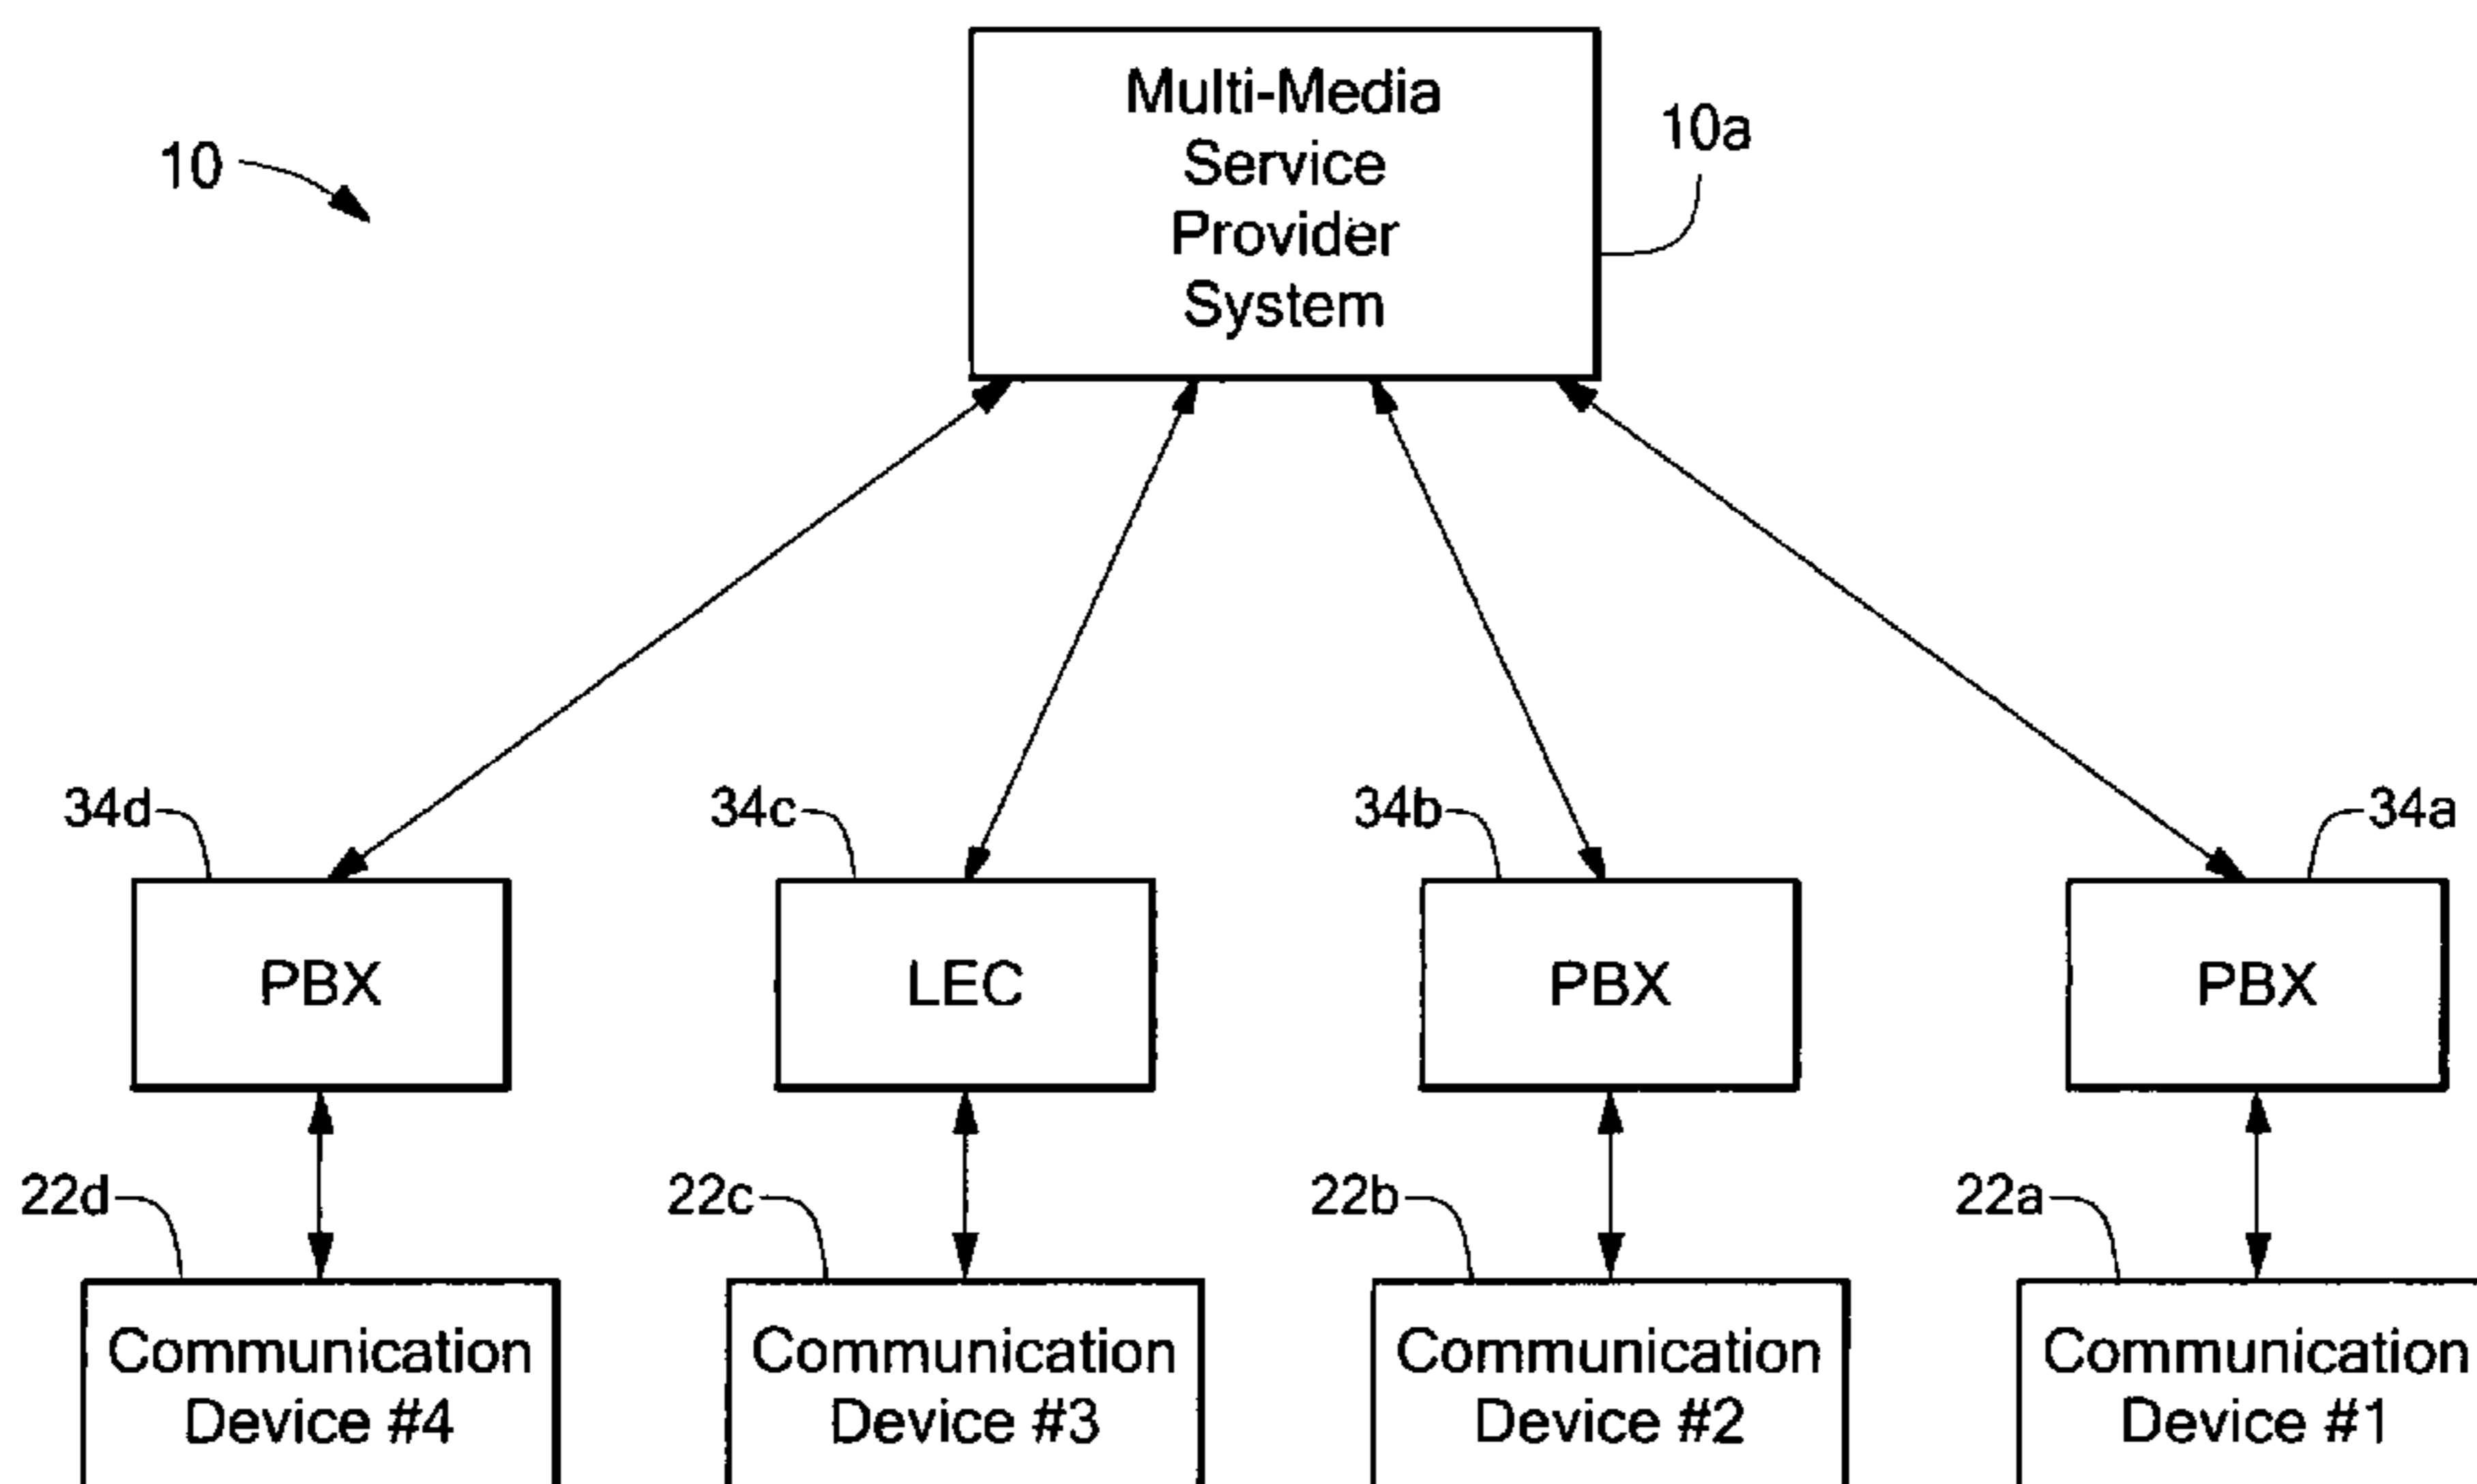 Multi-Media
Service
Provider
System
10
10a
34d
34c
34b
34a
PBX
LEC
PBX
PBX
22d
22c
22b
22a
Communication
Device #4
Communication
Device #3
Communication
Device #2
Communication
Device #1